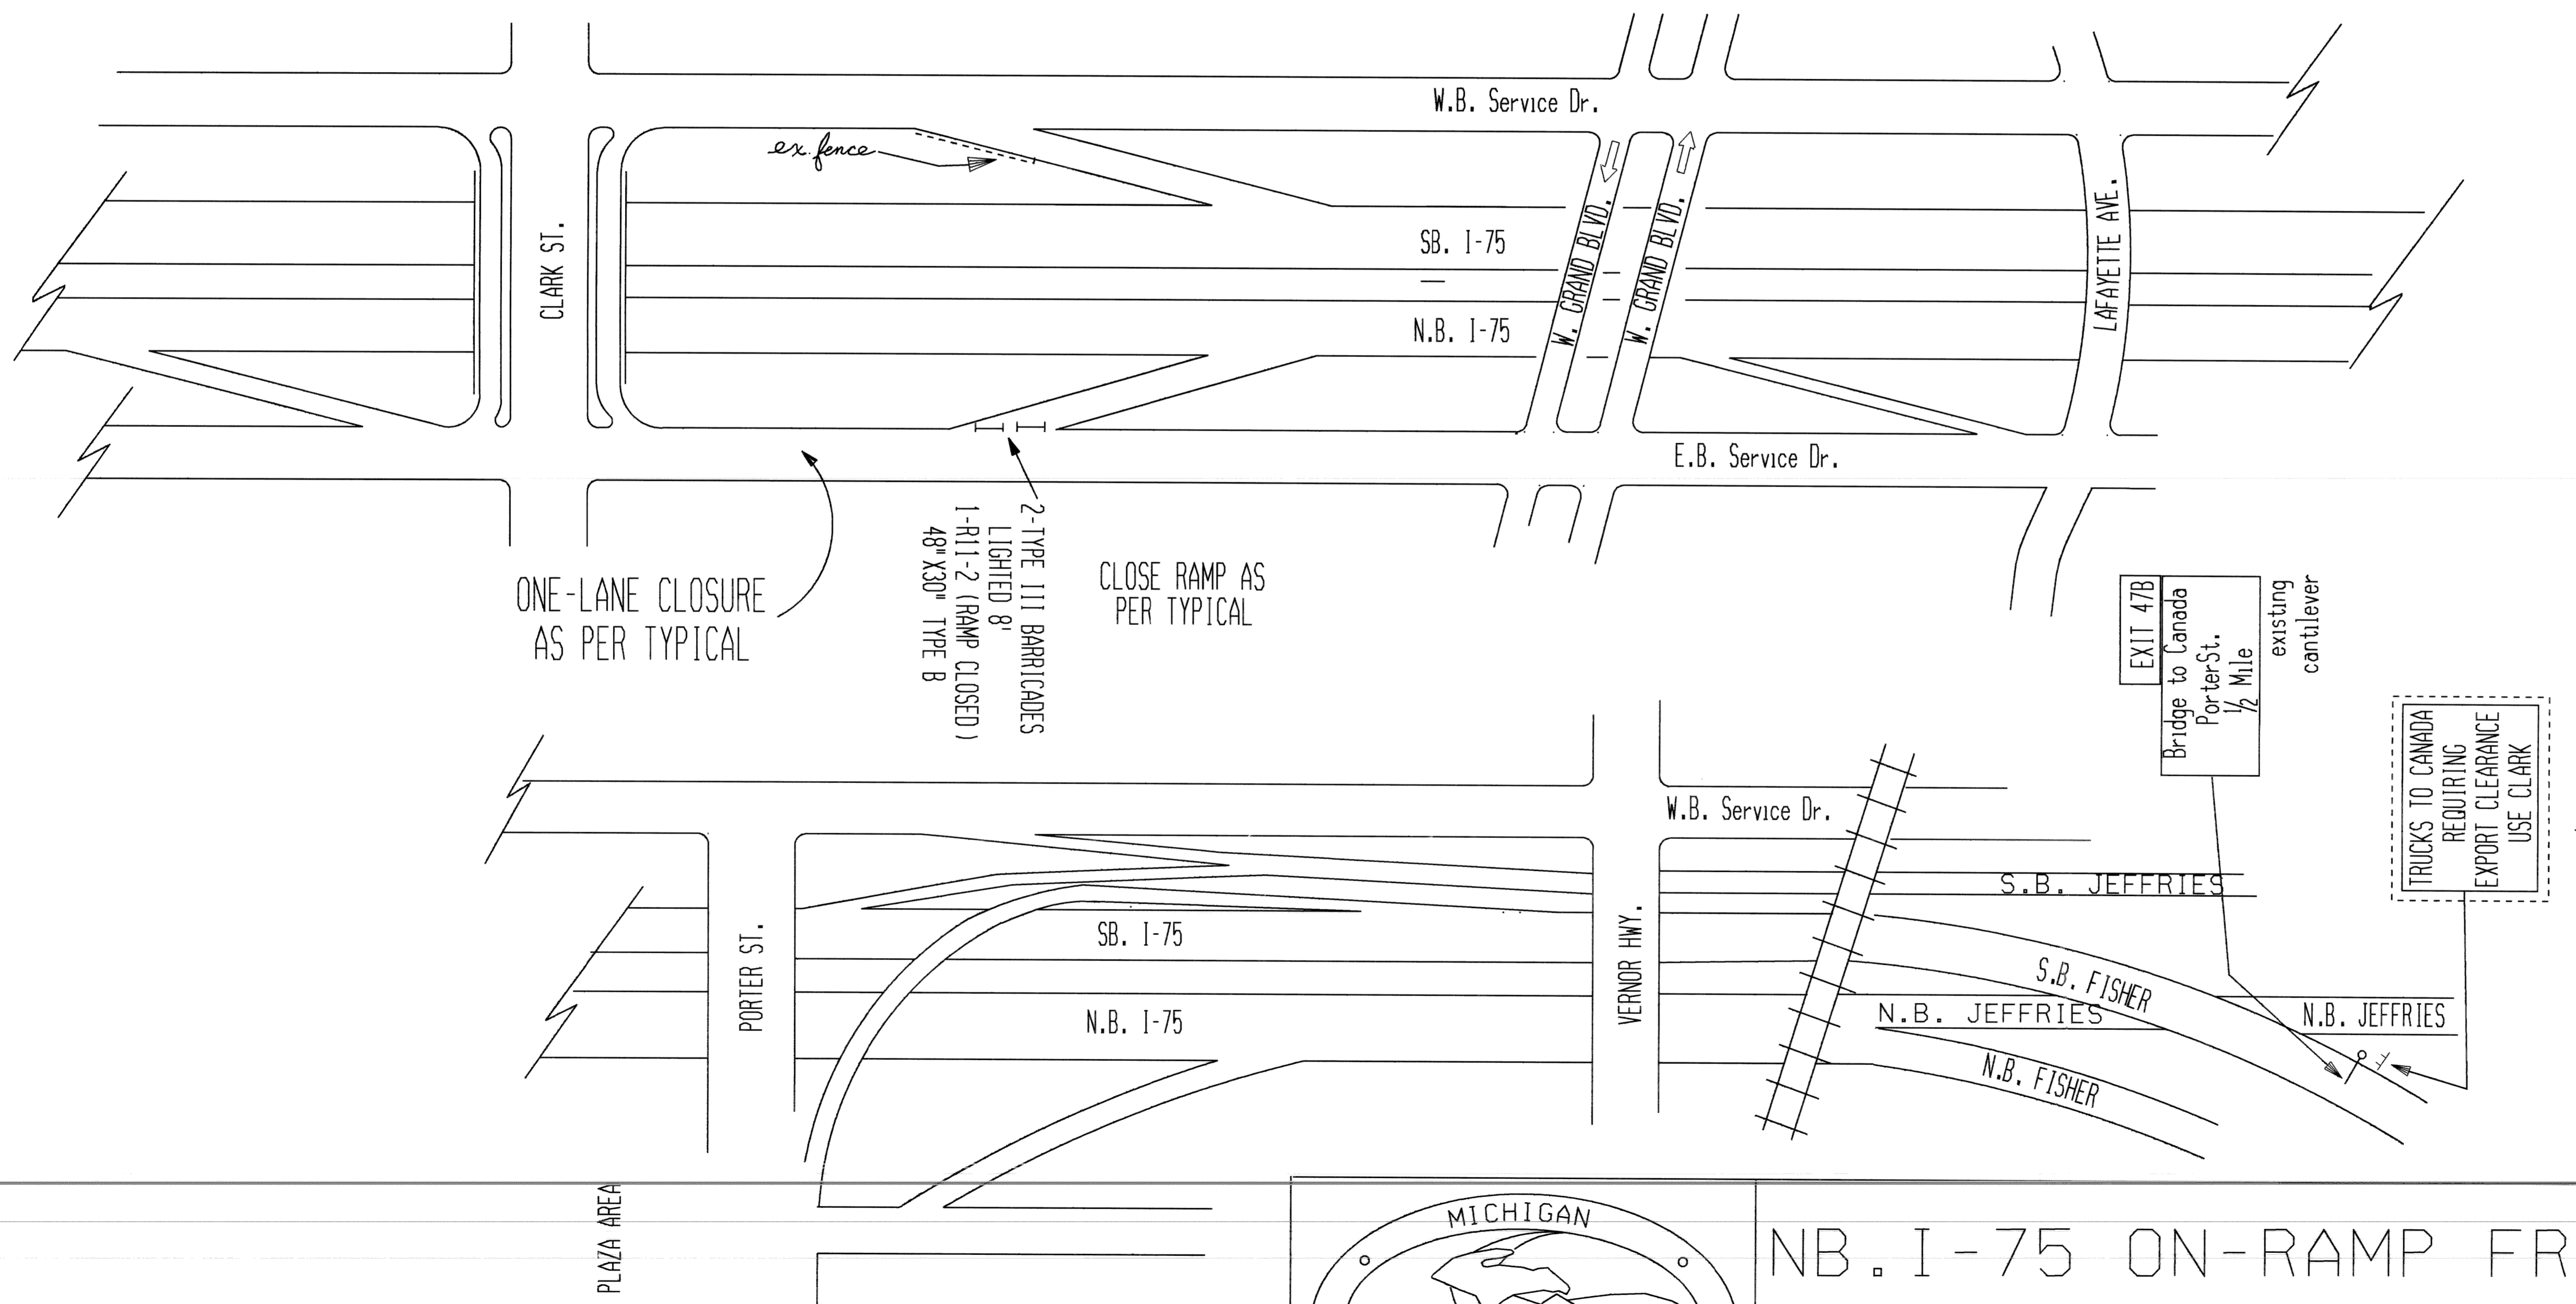 W.B. Service Dr.
ex. fence
CLARK ST.
SB. I-75
N.B. I-75
W. GRAND BLVD.
W. GRAND BLVD.
LAFAYETTE AVE.
E.B. Service Dr.
ONE-LANE CLOSURE
AS PER TYPICAL
2-TYPE III BARRICADES
LIGHTED 8'
1-R11-2 (RAMP CLOSED)
48"X30" TYPE B
CLOSE RAMP AS
PER TYPICAL
EXIT 47B
Bridge to Canada
PorterSt.
1/2 Mile
existing
cantilever
TRUCKS TO CANADA
REQUIRING
EXPORT CLEARANCE
USE CLARK
W.B. Service Dr.
S.B. JEFFRIES
PORTER ST.
SB. I-75
N.B. I-75
VERNOR HWY.
S.B. FISHER
N.B. JEFFRIES
N.B. JEFFRIES
N.B. FISHER
PLAZA AREA
MICHIGAN
NB. I-75 ON-RAMP FR